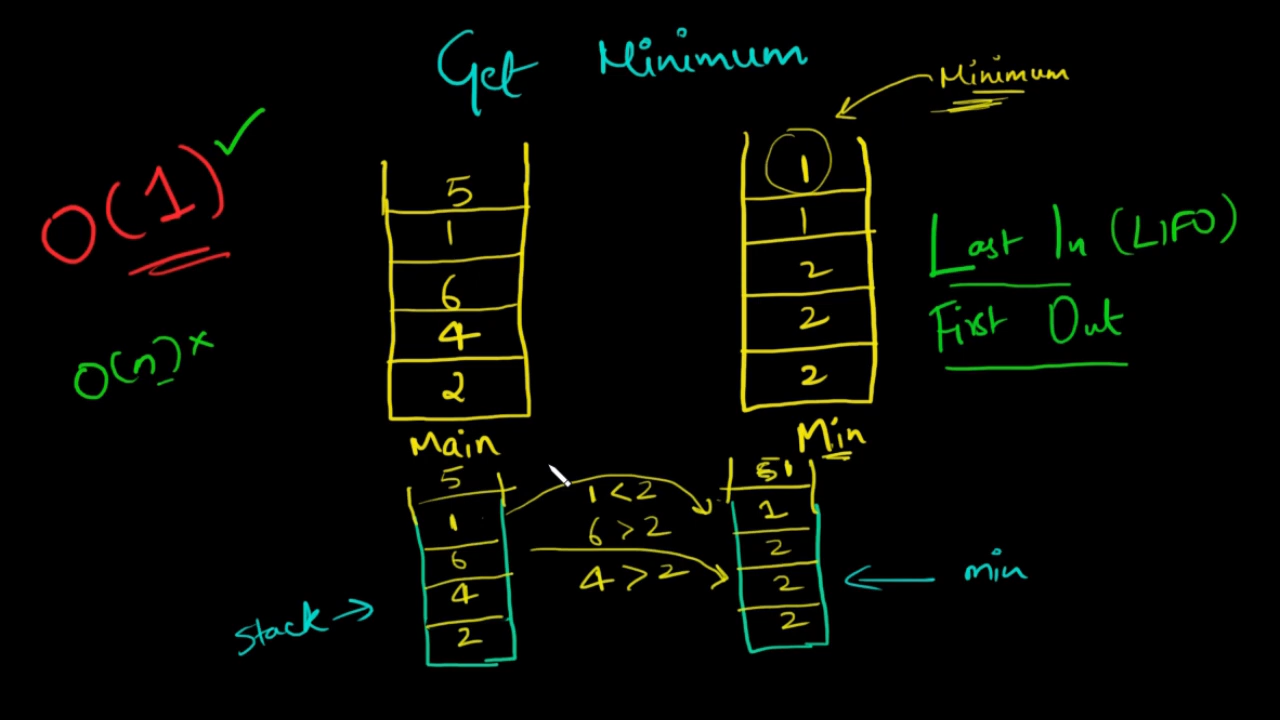 Get Minimum
Minimum
O(1)
O(n) x
5
1
6
4
2
Main
1
1
2
2
2
Min
Last In (LIFO)
First Out
5
1
6
4
2
stack →
1 < 2
6 > 2
4 > 2
1
1
2
2
2
← min